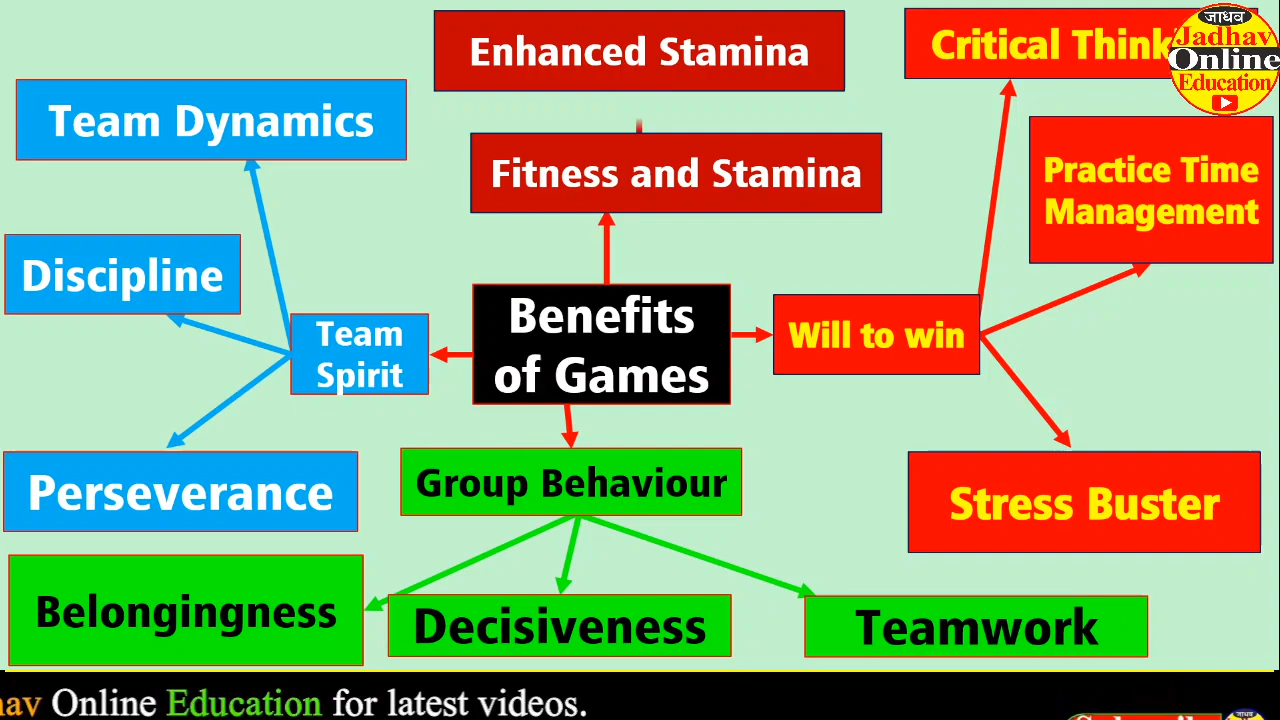 Enhanced Stamina
Critical Think
जाधव
Jadhav
Online
Education
Team Dynamics
Fitness and Stamina
Practice Time
Management
Discipline
Benefits
of Games
Team
Spirit
Will to win
Perseverance
Group Behaviour
Stress Buster
Belongingness
Decisiveness
Teamwork
hav Online Education for latest videos.
जाधव